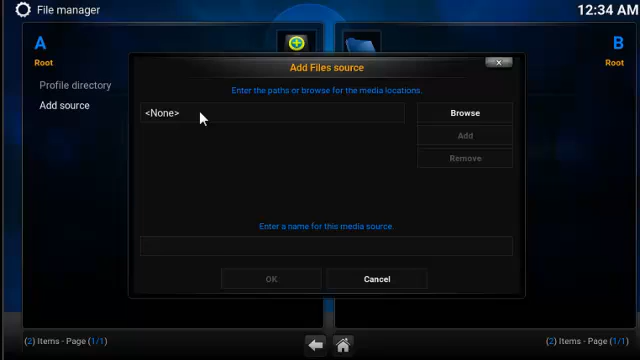 File manager
12:34 AM
A
B
Root
Root
Profile directory
Add source
Add Files source
Enter the paths or browse for the media locations.
<None>
Browse
Add
Remove
Enter a name for this media source.
OK
Cancel
(2) Items - Page (1/1)
(2) Items - Page (1/1)